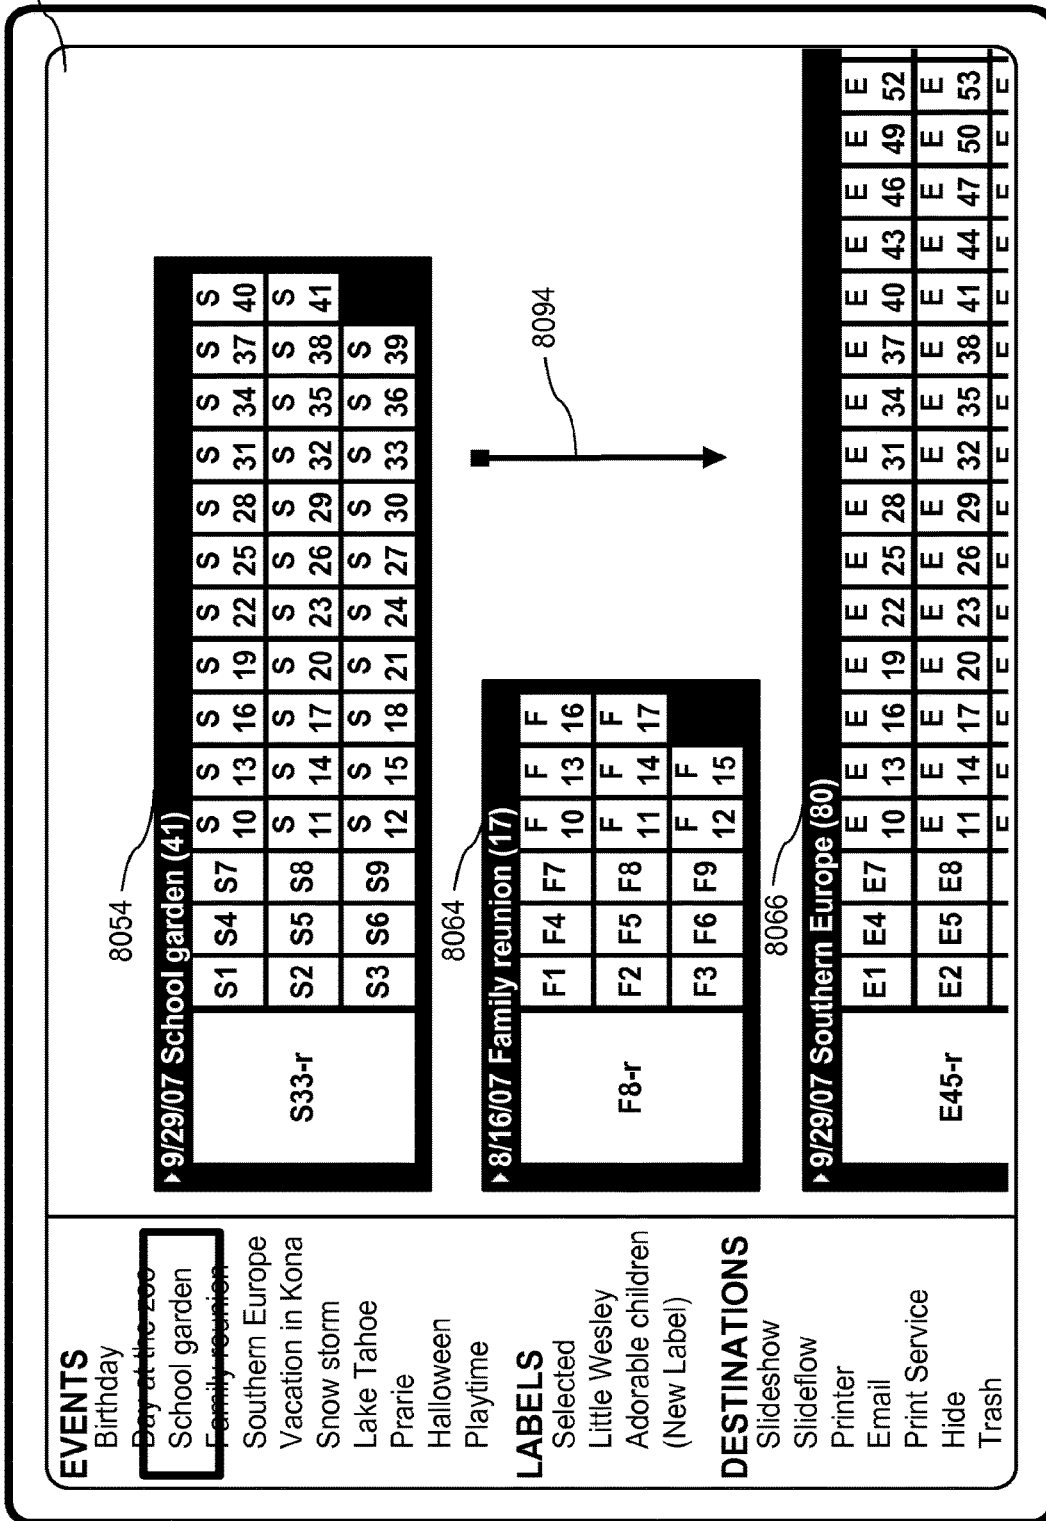 EVENTS
Birthday
Day at the zoo
School garden
Family reunion
Southern Europe
Vacation in Kona
Snow storm
Lake Tahoe
Prarie
Halloween
Playtime
LABELS
Selected
Little Wesley
Adorable children
(New Label)
DESTINATIONS
Slideshow
Slideflow
Printer
Email
Print Service
Hide
Trash
8054
9/29/07 School garden (41)
S1 S4 S7 S 10 S 13 S 16 S 19 S 22 S 25 S 28 S 31 S 34 S 37 S 40
S33-r S2 S5 S8 S 11 S 14 S 17 S 20 S 23 S 26 S 29 S 32 S 35 S 38 S 41
S3 S6 S9 S 12 S 15 S 18 S 21 S 24 S 27 S 30 S 33 S 36 S 39
8064
8/16/07 Family reunion (17)
F1 F4 F7 F 10 F 13 F 16
F8-r F2 F5 F8 F 11 F 14 F 17
F3 F6 F9 F 12 F 15
8094
8066
9/29/07 Southern Europe (80)
E1 E4 E7 E 10 E 13 E 16 E 19 E 22 E 25 E 28 E 31 E 34 E 37 E 40 E 43 E 46 E 49 E 52
E45-r E2 E5 E8 E 11 E 14 E 17 E 20 E 23 E 26 E 29 E 32 E 35 E 38 E 41 E 44 E 47 E 50 E 53